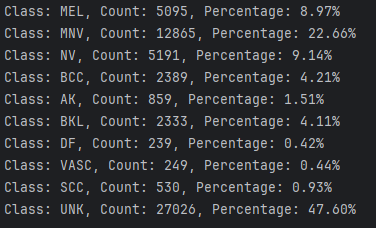 Class: MEL, Count: 5095, Percentage: 8.97%
Class: MNV, Count: 12865, Percentage: 22.66%
Class: NV, Count: 5191, Percentage: 9.14%
Class: BCC, Count: 2389, Percentage: 4.21%
Class: AK, Count: 859, Percentage: 1.51%
Class: BKL, Count: 2333, Percentage: 4.11%
Class: DF, Count: 239, Percentage: 0.42%
Class: VASC, Count: 249, Percentage: 0.44%
Class: SCC, Count: 530, Percentage: 0.93%
Class: UNK, Count: 27026, Percentage: 47.60%